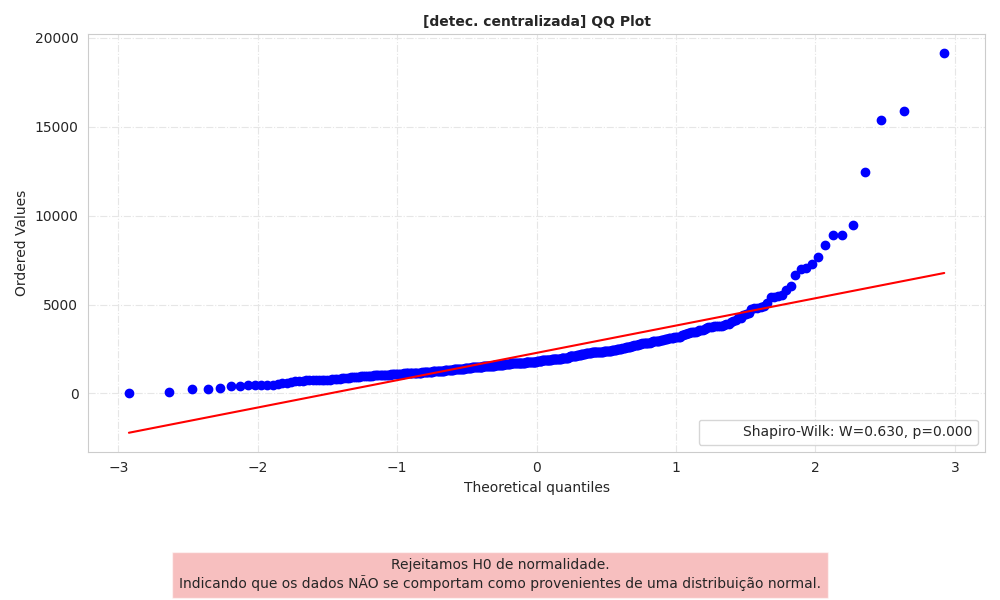 [detec. centralizada] QQ Plot
20000
15000
10000
5000
0
Ordered Values
Shapiro-Wilk: W=0.630, p=0.000
−3
−2
−1
0
1
2
3
Theoretical quantiles
Rejeitamos H0 de normalidade.
Indicando que os dados NÃO se comportam como provenientes de uma distribuição normal.